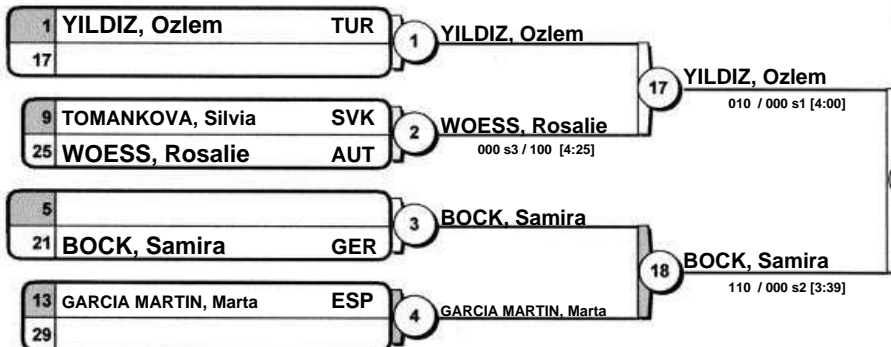 1 YILDIZ, Ozlem TUR
17
1
YILDIZ, Ozlem
9 TOMANKOVA, Silvia SVK
25 WOESS, Rosalie AUT
2
WOESS, Rosalie
000 s3 / 100 [4:25]
17
YILDIZ, Ozlem
010 / 000 s1 [4:00]
5
21 BOCK, Samira GER
3
BOCK, Samira
13 GARCIA MARTIN, Marta ESP
29
4
GARCIA MARTIN, Marta
18
BOCK, Samira
110 / 000 s2 [3:39]